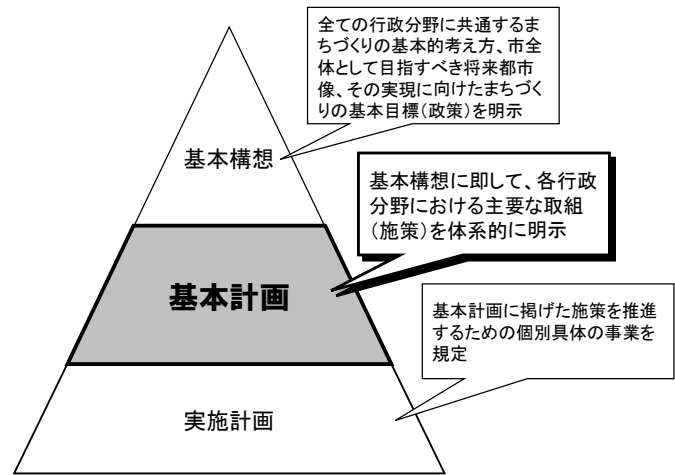 全ての行政分野に共通するま
ちづくりの基本的考え方、市全
体として目指すべき将来都市
像、その実現に向けたまちづく
りの基本目標（政策）を明示
基本構想
基本構想に即して、各行政
分野における主要な取組
（施策）を体系的に明示
基本計画
基本計画に掲げた施策を推進
するための個別具体の事業を
規定
実施計画